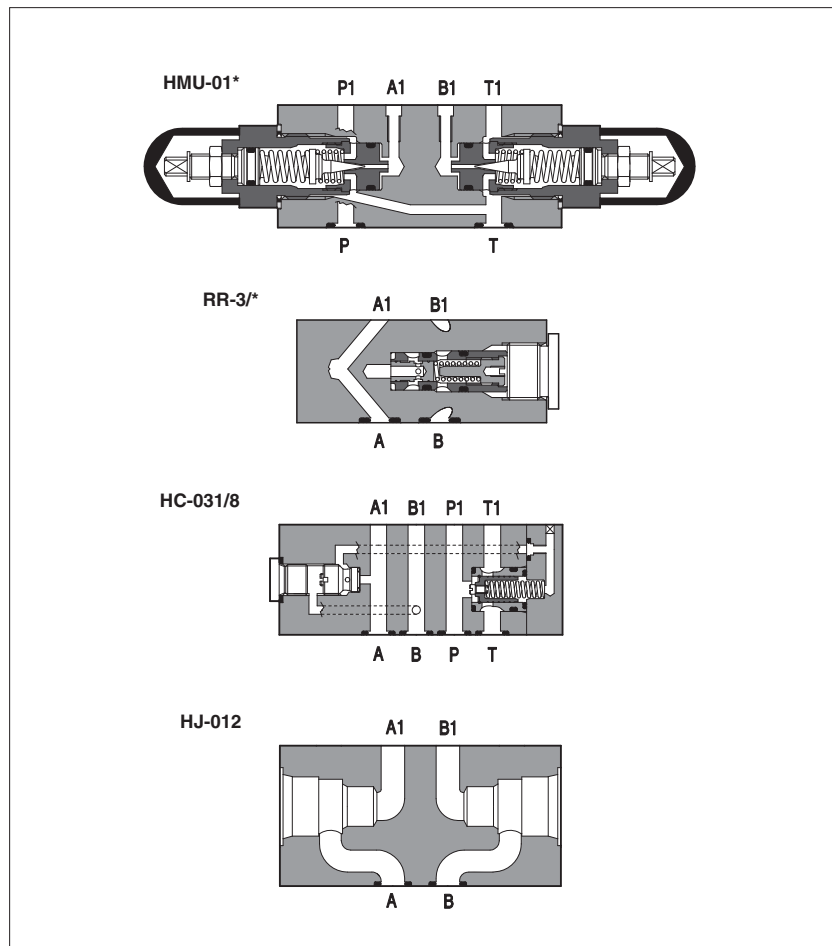 HMU-01*
P1 A1 B1 T1
P T
RR-3/*
A1 B1
A B
HC-031/8
A1 B1 P1 T1
A B P T
HJ-012
A1 B1
A B